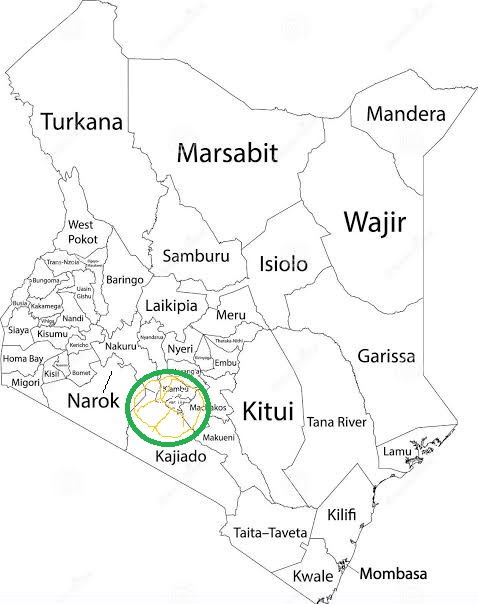 Mandera
Turkana
Marsabit
Wajir
West
Pokot
Samburu
Isiolo
Trans-Nzoia
Baringo
Bungoma
Uasin
Gishu
Laikipia
Busia
Kakamega
Meru
Nandi
Vihiga
Siaya
Kisumu
Nyandarua
Tharaka-Nithi
Kericho
Nakuru
Nyeri
Garissa
Homa Bay
Embu
Kisii
Bomet
Migori
Kiambu
Narok
Machakos
Kitui
Tana River
Makueni
Lamu
Kajiado
Kilifi
Taita–Taveta
Kwale
Mombasa